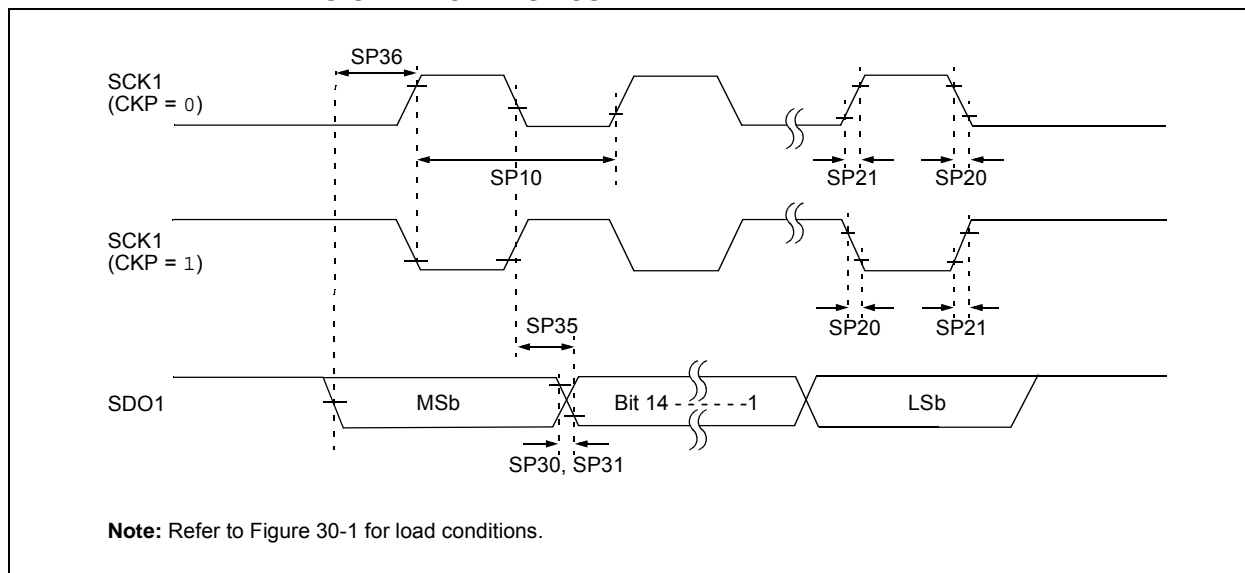 SP36
SCK1
(CKP = 0)
SP10
SP21
SP20
SCK1
(CKP = 1)
SP35
SP20
SP21
SDO1
MSb
Bit 14 - - - - - -1
LSb
SP30, SP31
Note: Refer to Figure 30-1 for load conditions.